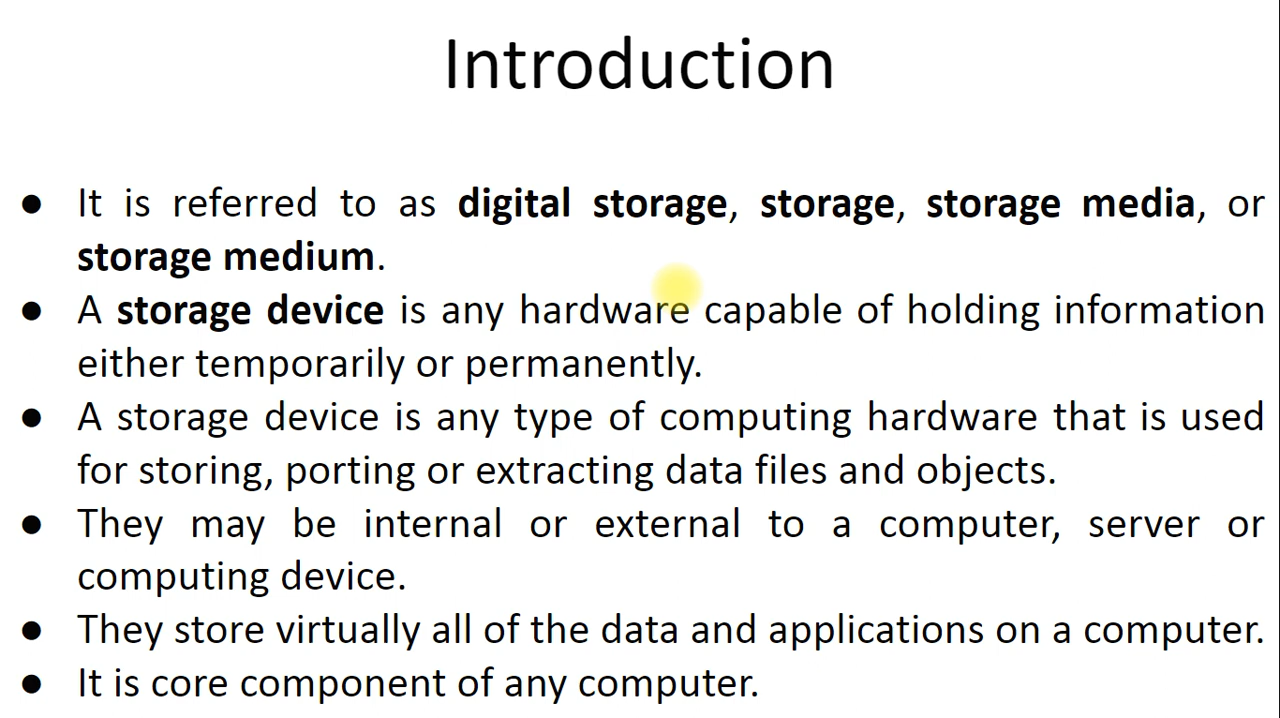 Introduction
● It is referred to as digital storage, storage, storage media, or
storage medium.
● A storage device is any hardware capable of holding information
either temporarily or permanently.
● A storage device is any type of computing hardware that is used
for storing, porting or extracting data files and objects.
● They may be internal or external to a computer, server or
computing device.
● They store virtually all of the data and applications on a computer.
● It is core component of any computer.